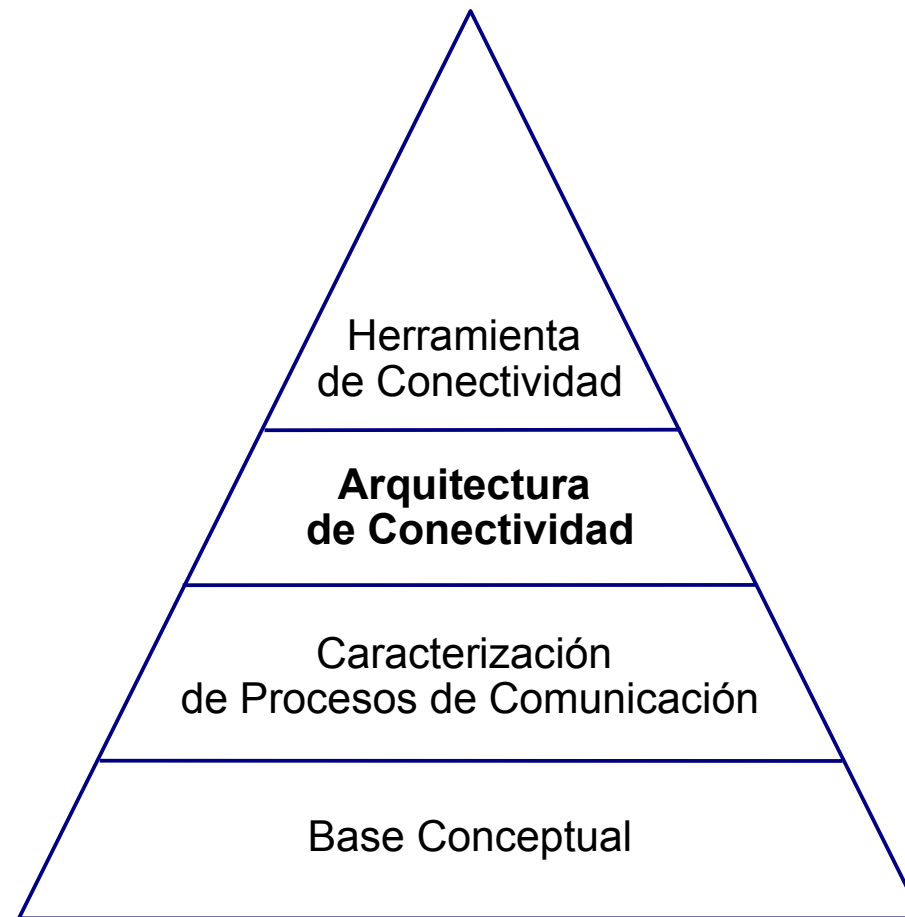 Herramienta
de Conectividad
Arquitectura
de Conectividad
Caracterización
de Procesos de Comunicación
Base Conceptual